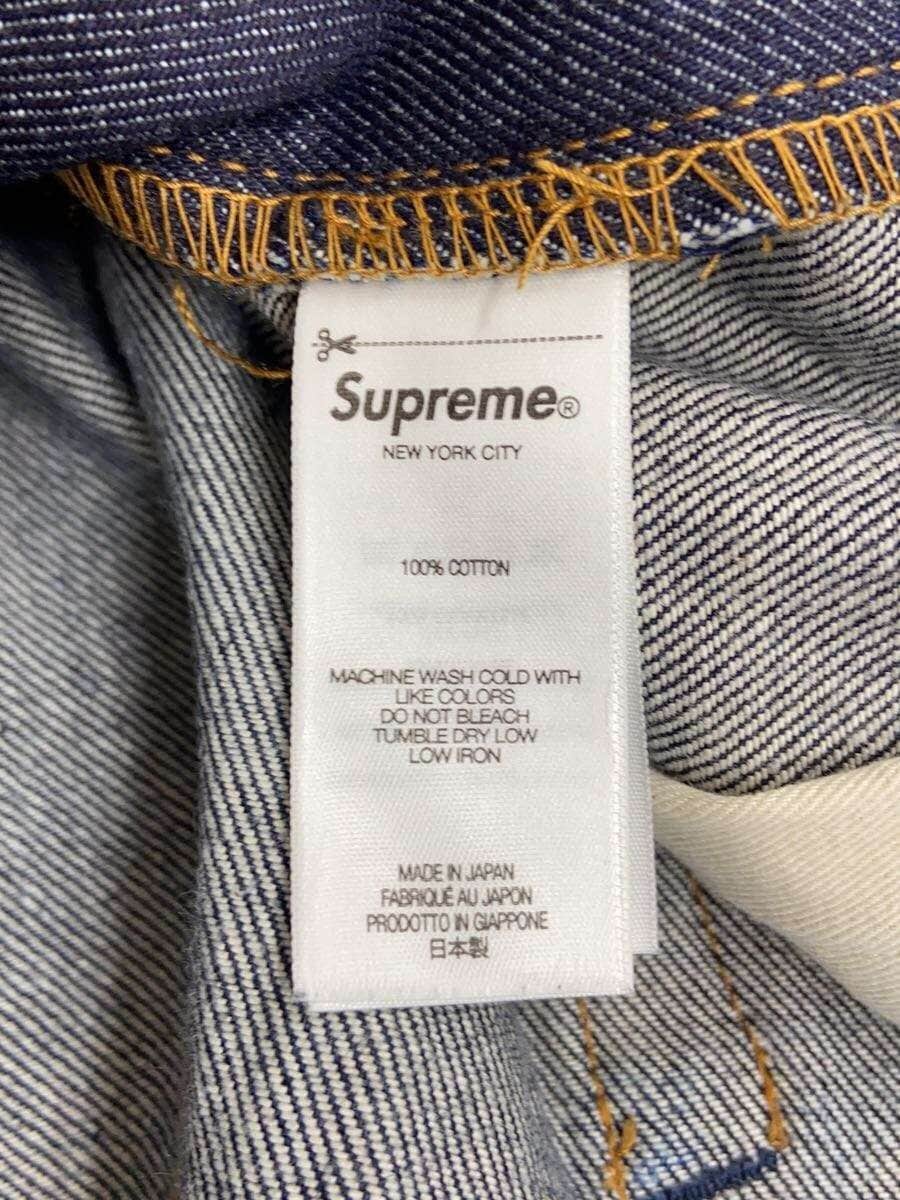 Supreme®
NEW YORK CITY
100% COTTON
MACHINE WASH COLD WITH
LIKE COLORS
DO NOT BLEACH
TUMBLE DRY LOW
LOW IRON
MADE IN JAPAN
FABRIQUÉ AU JAPON
PRODOTTO IN GIAPPONE
日本製